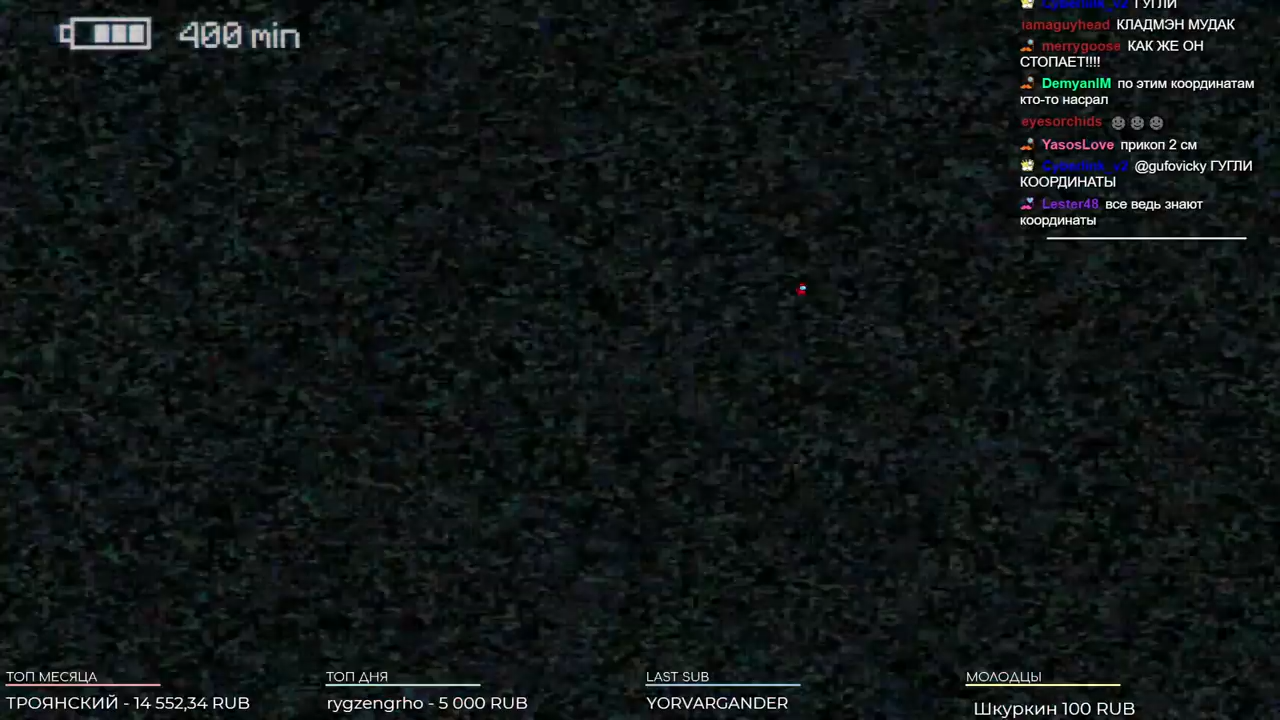 400 min
Cyberlink_v2 ГУГЛИ
iamaguyhead КЛАДМЭН МУДАК
merrygoose КАК ЖЕ ОН
СТОПАЕТ!!!!
DemyanIM по этим координатам
кто-то насрал
eyesorchids
YasosLove прикоп 2 см
Cyberlink_v2 @gufovicky ГУГЛИ
КООРДИНАТЫ
Lester48 все ведь знают
координаты
ТОП МЕСЯЦА
ТРОЯНСКИЙ - 14 552,34 RUB
ТОП ДНЯ
rygzengrho - 5 000 RUB
LAST SUB
YORVARGANDER
МОЛОДЦЫ
Шкуркин 100 RUB